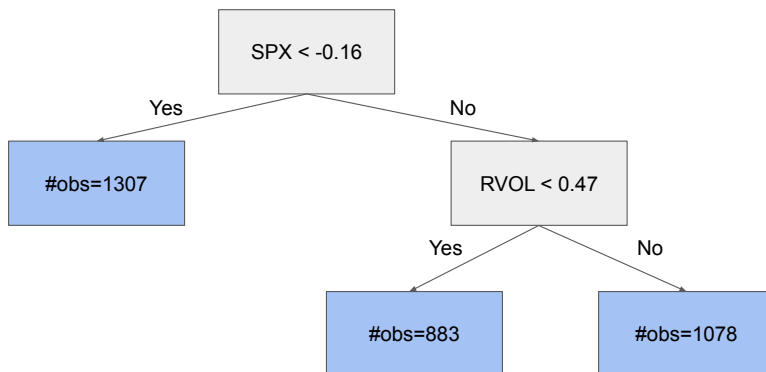 SPX < -0.16
Yes
No
#obs=1307
RVOL < 0.47
Yes
No
#obs=883
#obs=1078